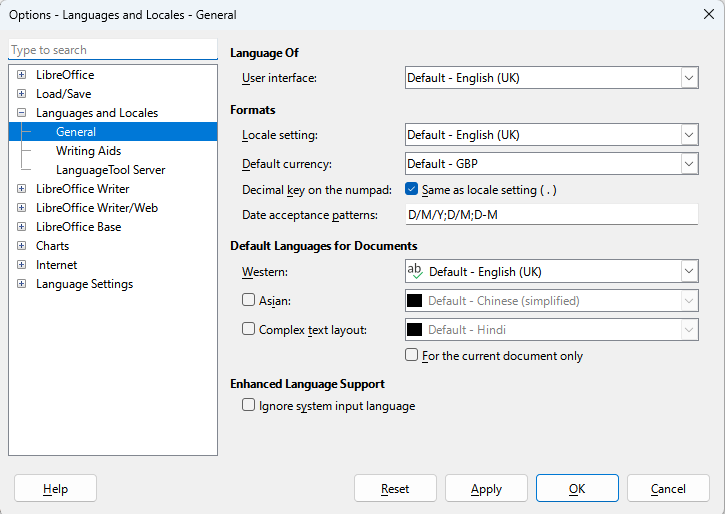 Options - Languages and Locales - General
Type to search
LibreOffice
Load/Save
Languages and Locales
General
Writing Aids
LanguageTool Server
LibreOffice Writer
LibreOffice Writer/Web
LibreOffice Base
Charts
Internet
Language Settings
Language Of
User interface: Default - English (UK)
Formats
Locale setting: Default - English (UK)
Default currency: Default - GBP
Decimal key on the numpad: Same as locale setting ( . )
Date acceptance patterns: D/M/Y;D/M;D-M
Default Languages for Documents
Western: Default - English (UK)
Asian: Default - Chinese (simplified)
Complex text layout: Default - Hindi
For the current document only
Enhanced Language Support
Ignore system input language
Help Reset Apply OK Cancel